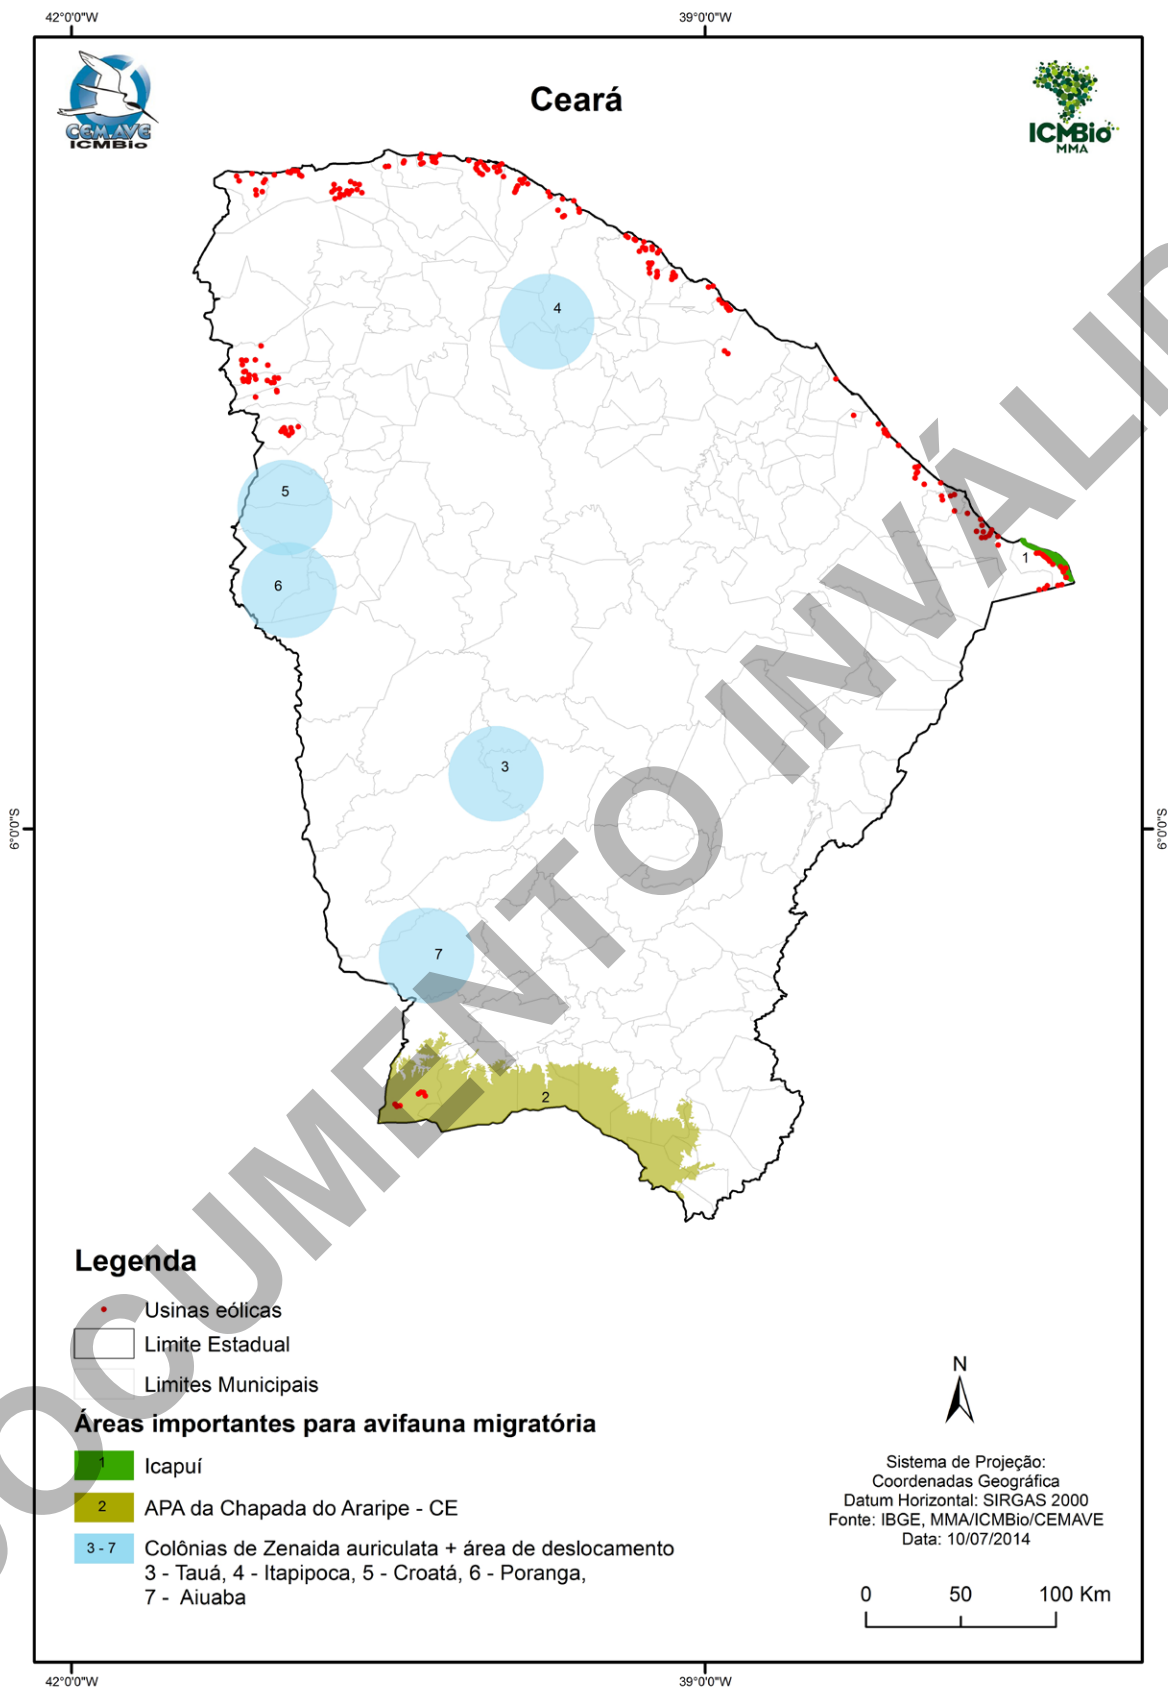 42°0'0"W
39°0'0"W
CEMAVE
ICMBio
Ceará
ICMBio
MMA
4
5
6
1
3
6°0'0"S
6°0'0"S
7
2
DOCUMENTO INVÁLID
Legenda
Usinas eólicas
Limite Estadual
Limites Municipais
Áreas importantes para avifauna migratória
1 Icapuí
2 APA da Chapada do Araripe - CE
3 - 7 Colônias de Zenaida auriculata + área de deslocamento
3 - Tauá, 4 - Itapipoca, 5 - Croatá, 6 - Poranga,
7 - Aiuaba
N
Sistema de Projeção:
Coordenadas Geográfica
Datum Horizontal: SIRGAS 2000
Fonte: IBGE, MMA/ICMBio/CEMAVE
Data: 10/07/2014
0 50 100 Km
42°0'0"W
39°0'0"W